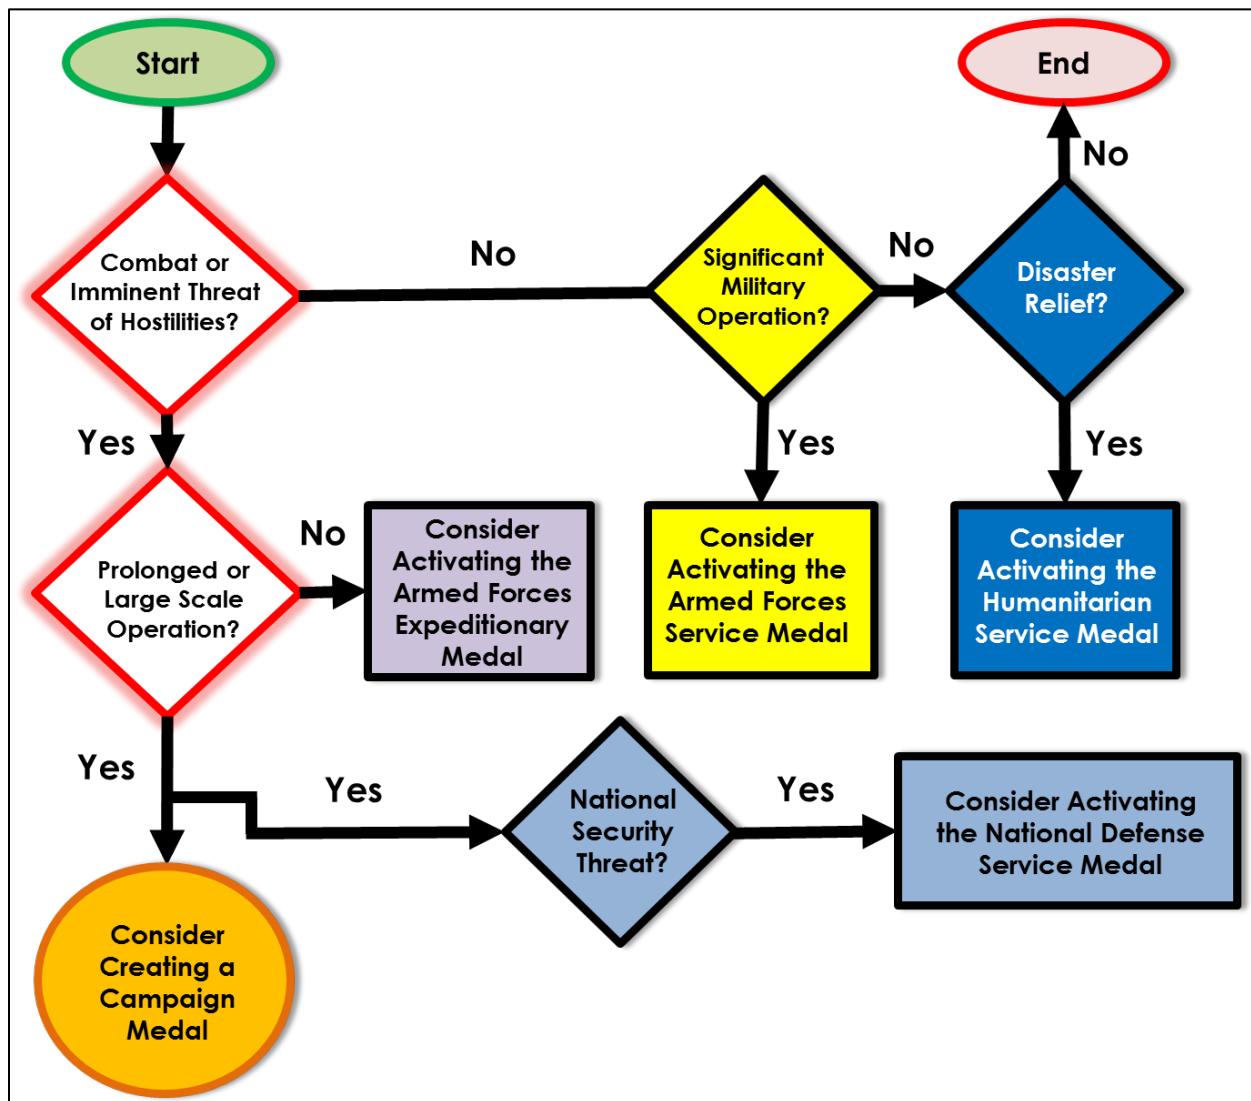 Start
End
No
Combat or
Imminent Threat
of Hostilities?
No
Significant
Military
Operation?
No
Disaster
Relief?
Yes
Yes
Yes
Prolonged or
Large Scale
Operation?
No
Consider
Activating the
Armed Forces
Expeditionary
Medal
Consider
Activating the
Armed Forces
Service Medal
Consider
Activating the
Humanitarian
Service Medal
Yes
Yes
National
Security
Threat?
Yes
Consider Activating
the National Defense
Service Medal
Consider
Creating a
Campaign
Medal